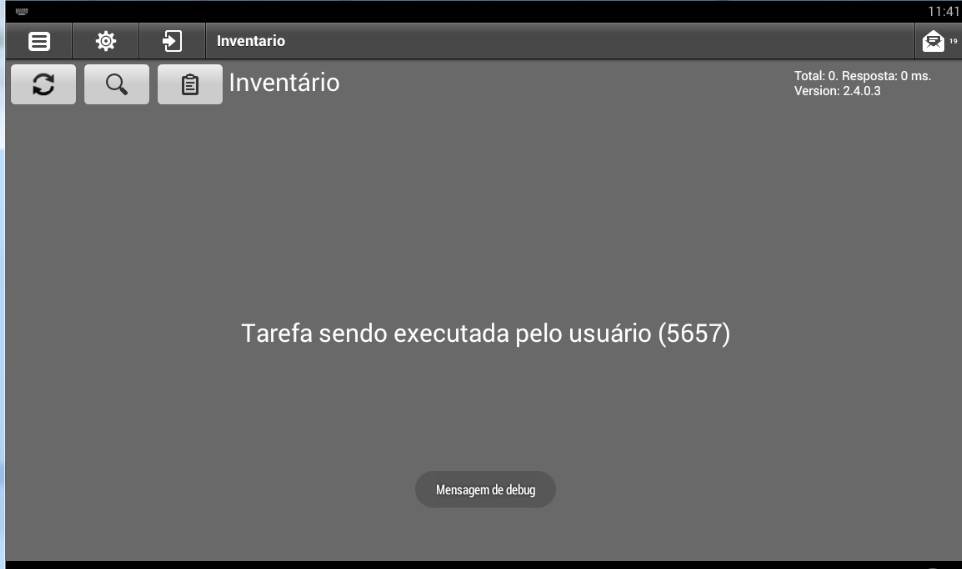 11:41
Inventario
19
Inventário
Total: 0. Resposta: 0 ms.
Version: 2.4.0.3
Tarefa sendo executada pelo usuário (5657)
Mensagem de debug